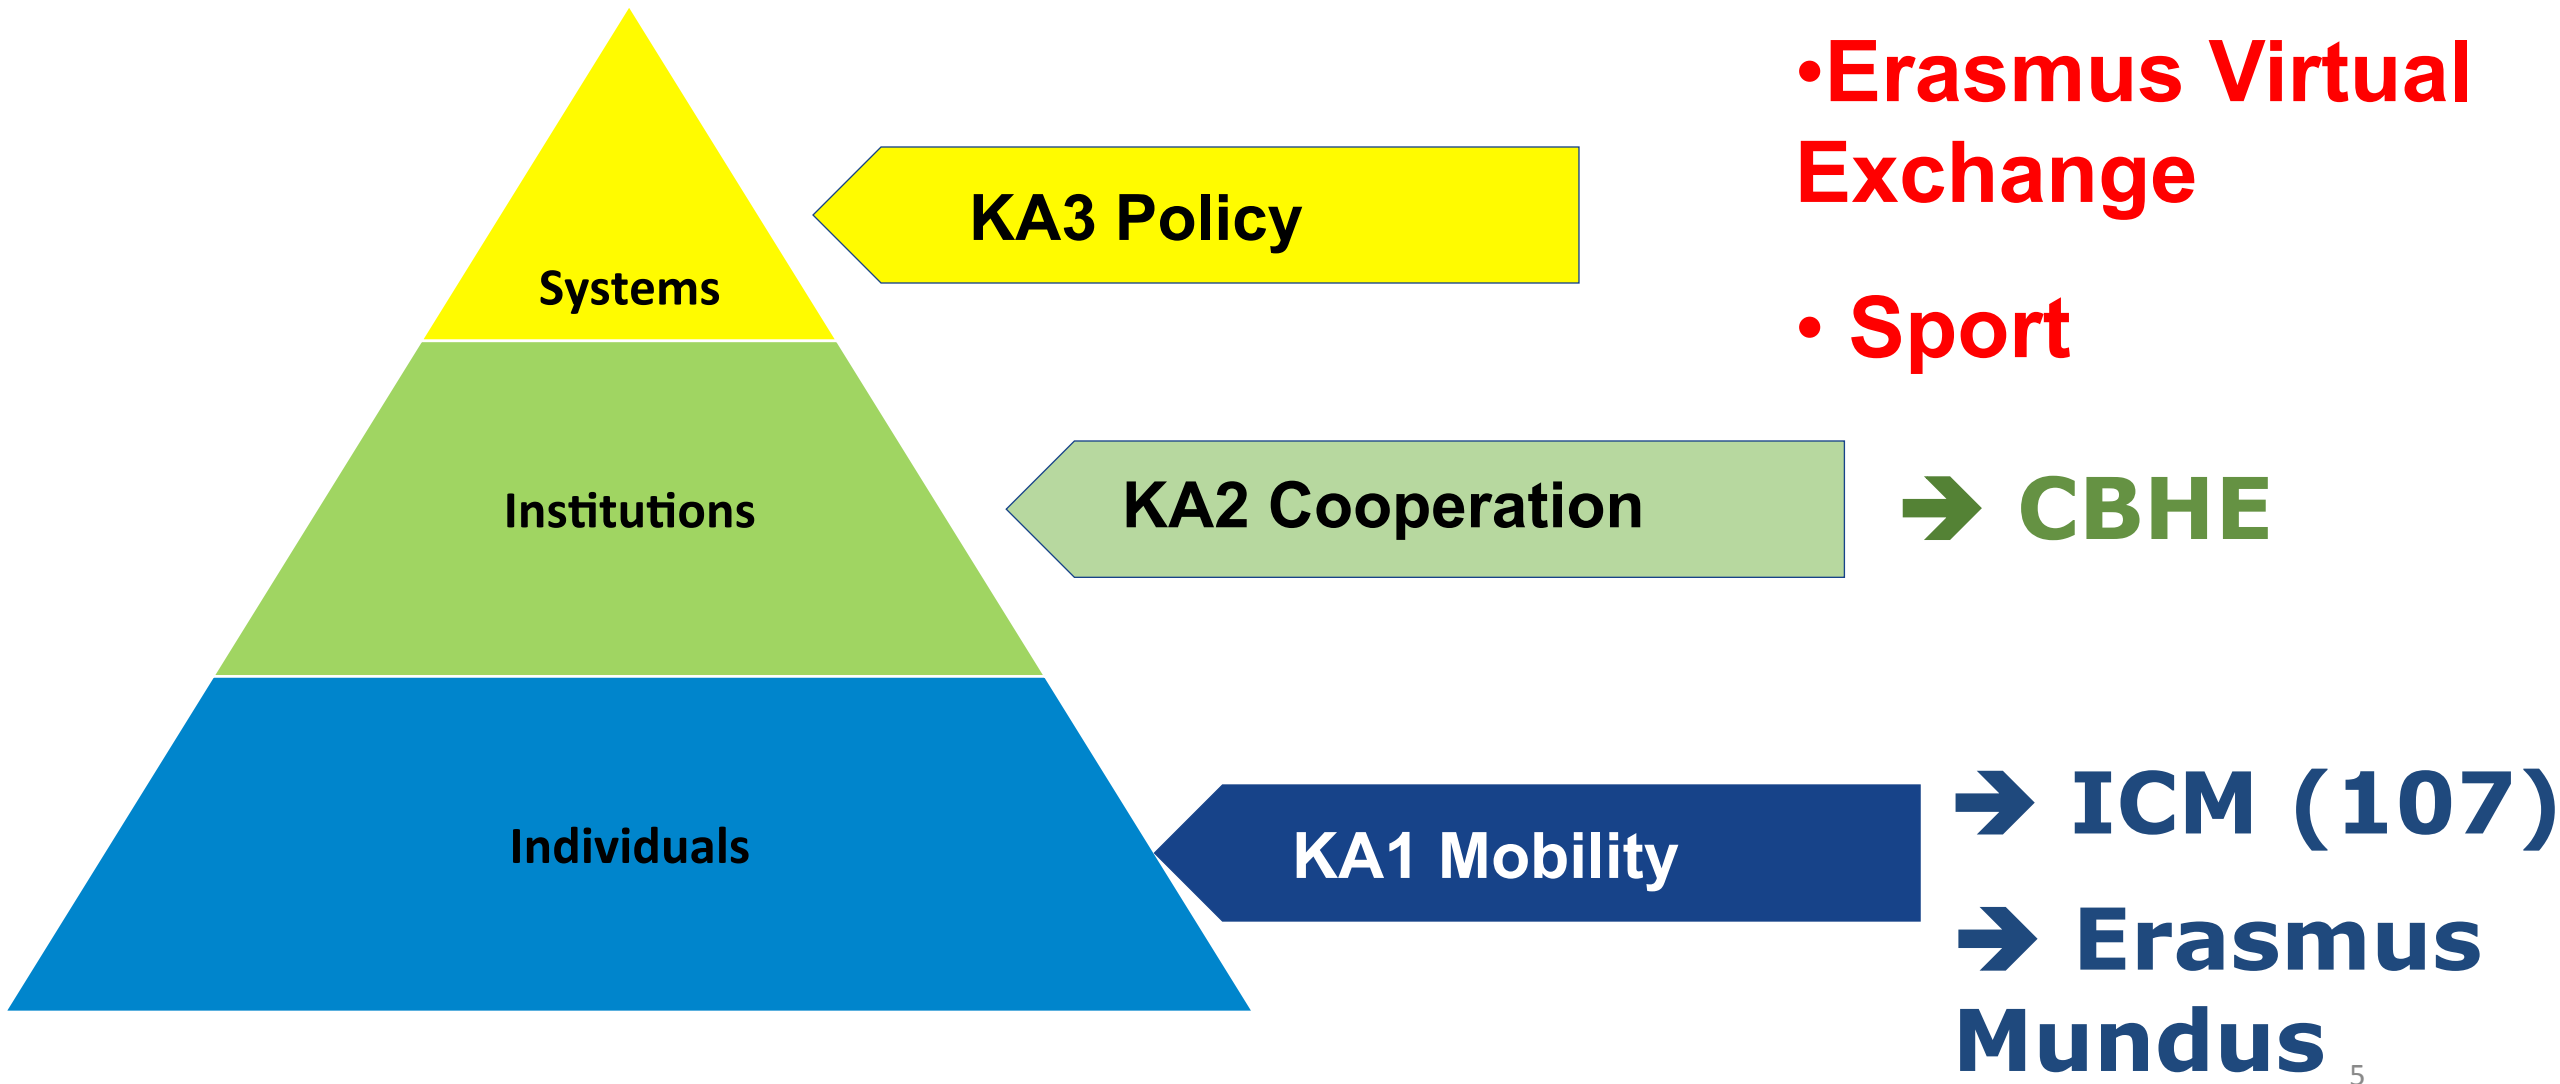 •Erasmus Virtual
Exchange
KA3 Policy
Systems
• Sport
Institutions
KA2 Cooperation
➔ CBHE
Individuals
KA1 Mobility
➔ ICM (107)
➔ Erasmus
Mundus
5